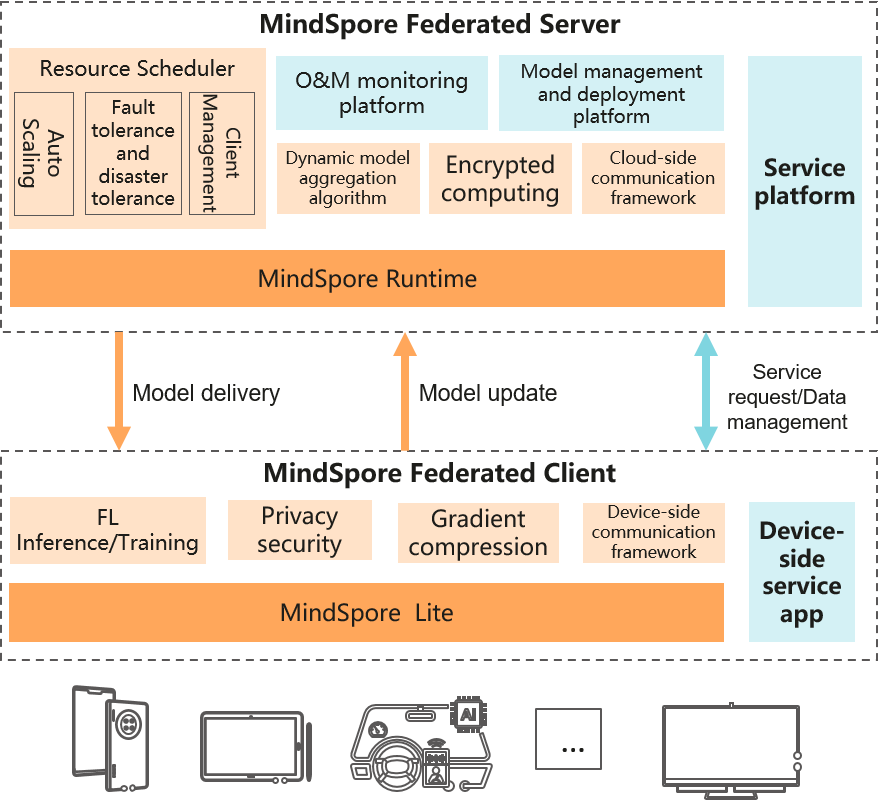 MindSpore Federated Server
Resource Scheduler
Auto
Scaling
Fault
tolerance
and
disaster
tolerance
Client
Management
O&M monitoring
platform
Model management
and deployment
platform
Dynamic model
aggregation
algorithm
Encrypted
computing
Cloud-side
communication
framework
Service
platform
MindSpore Runtime
Model delivery
Model update
Service
request/Data
management
MindSpore Federated Client
FL
Inference/Training
Privacy
security
Gradient
compression
Device-side
communication
framework
Device-
side
service
app
MindSpore Lite
AI
...